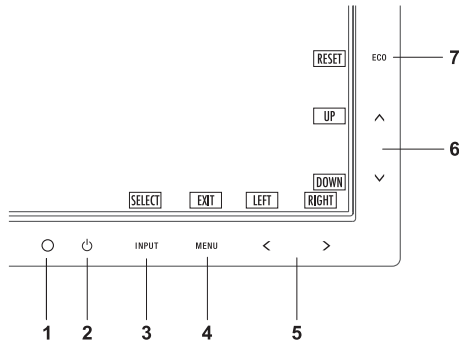 RESET ECO 7
UP
6
DOWN
SELECT EXIT LEFT RIGHT
INPUT MENU
1 2 3 4 5